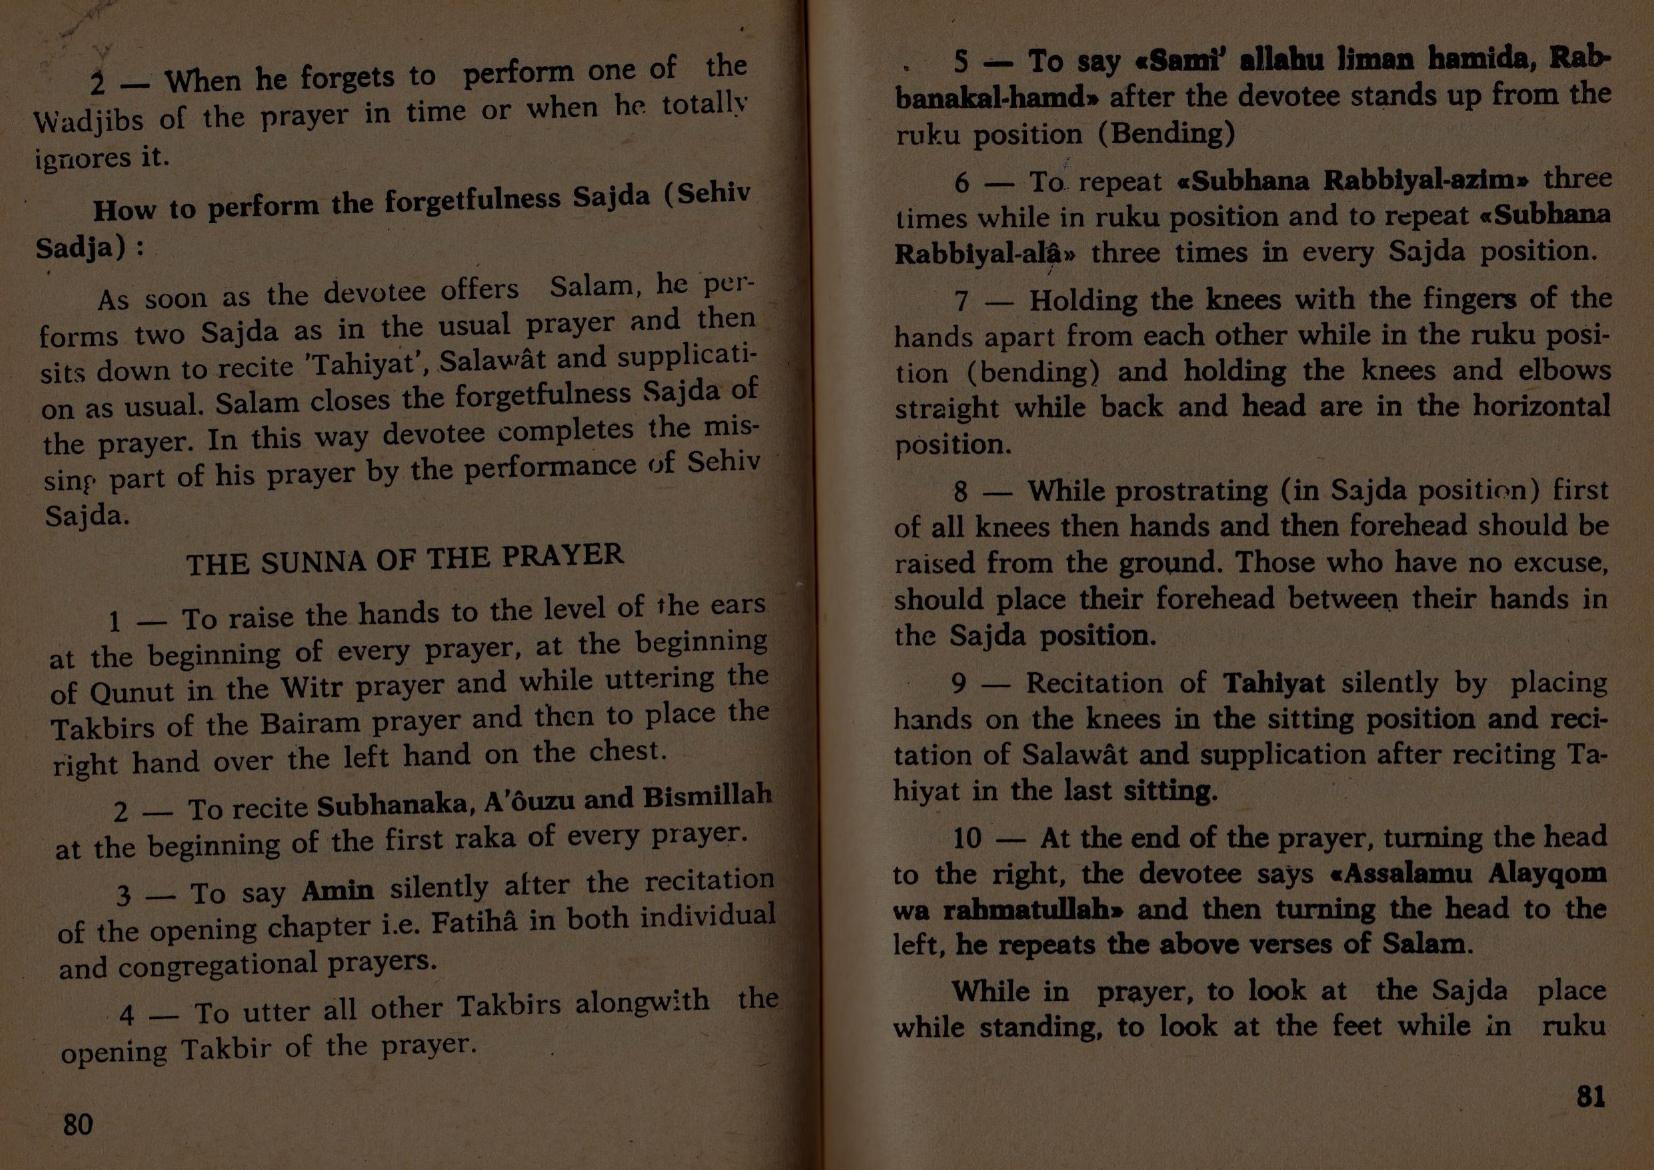 2 — When he forgets to perform one of the
Wadjibs of the prayer in time or when he totally
ignores it.
How to perform the forgetfulness Sajda (Sehiv
Sadja) :
As soon as the devotee offers Salam, he per-
forms two Sajda as in the usual prayer and then
sits down to recite 'Tahiyat', Salawât and supplicati-
on as usual. Salam closes the forgetfulness Sajda of
the prayer. In this way devotee completes the mis-
sing part of his prayer by the performance of Sehiv
Sajda.
THE SUNNA OF THE PRAYER
1 — To raise the hands to the level of the ears
at the beginning of every prayer, at the beginning
of Qunut in the Witr prayer and while uttering the
Takbirs of the Bairam prayer and then to place the
right hand over the left hand on the chest.
2 — To recite Subhanaka, A'ôuzu and Bismillah
at the beginning of the first raka of every prayer.
3 — To say Amin silently after the recitation
of the opening chapter i.e. Fatihâ in both individual
and congregational prayers.
4 — To utter all other Takbirs alongwith the
opening Takbir of the prayer.
80
5 — To say «Sami' allahu liman hamida, Rab-
banakal-hamd» after the devotee stands up from the
ruku position (Bending)
6 — To repeat «Subhana Rabbiyal-azim» three
times while in ruku position and to repeat «Subhana
Rabbiyal-alâ» three times in every Sajda position.
7 — Holding the knees with the fingers of the
hands apart from each other while in the ruku posi-
tion (bending) and holding the knees and elbows
straight while back and head are in the horizontal
position.
8 — While prostrating (in Sajda position) first
of all knees then hands and then forehead should be
raised from the ground. Those who have no excuse,
should place their forehead between their hands in
the Sajda position.
9 — Recitation of Tahiyat silently by placing
hands on the knees in the sitting position and reci-
tation of Salawât and supplication after reciting Ta-
hiyat in the last sitting.
10 — At the end of the prayer, turning the head
to the right, the devotee says «Assalamu Alayqom
wa rahmatullah» and then turning the head to the
left, he repeats the above verses of Salam.
While in prayer, to look at the Sajda place
while standing, to look at the feet while in ruku
81